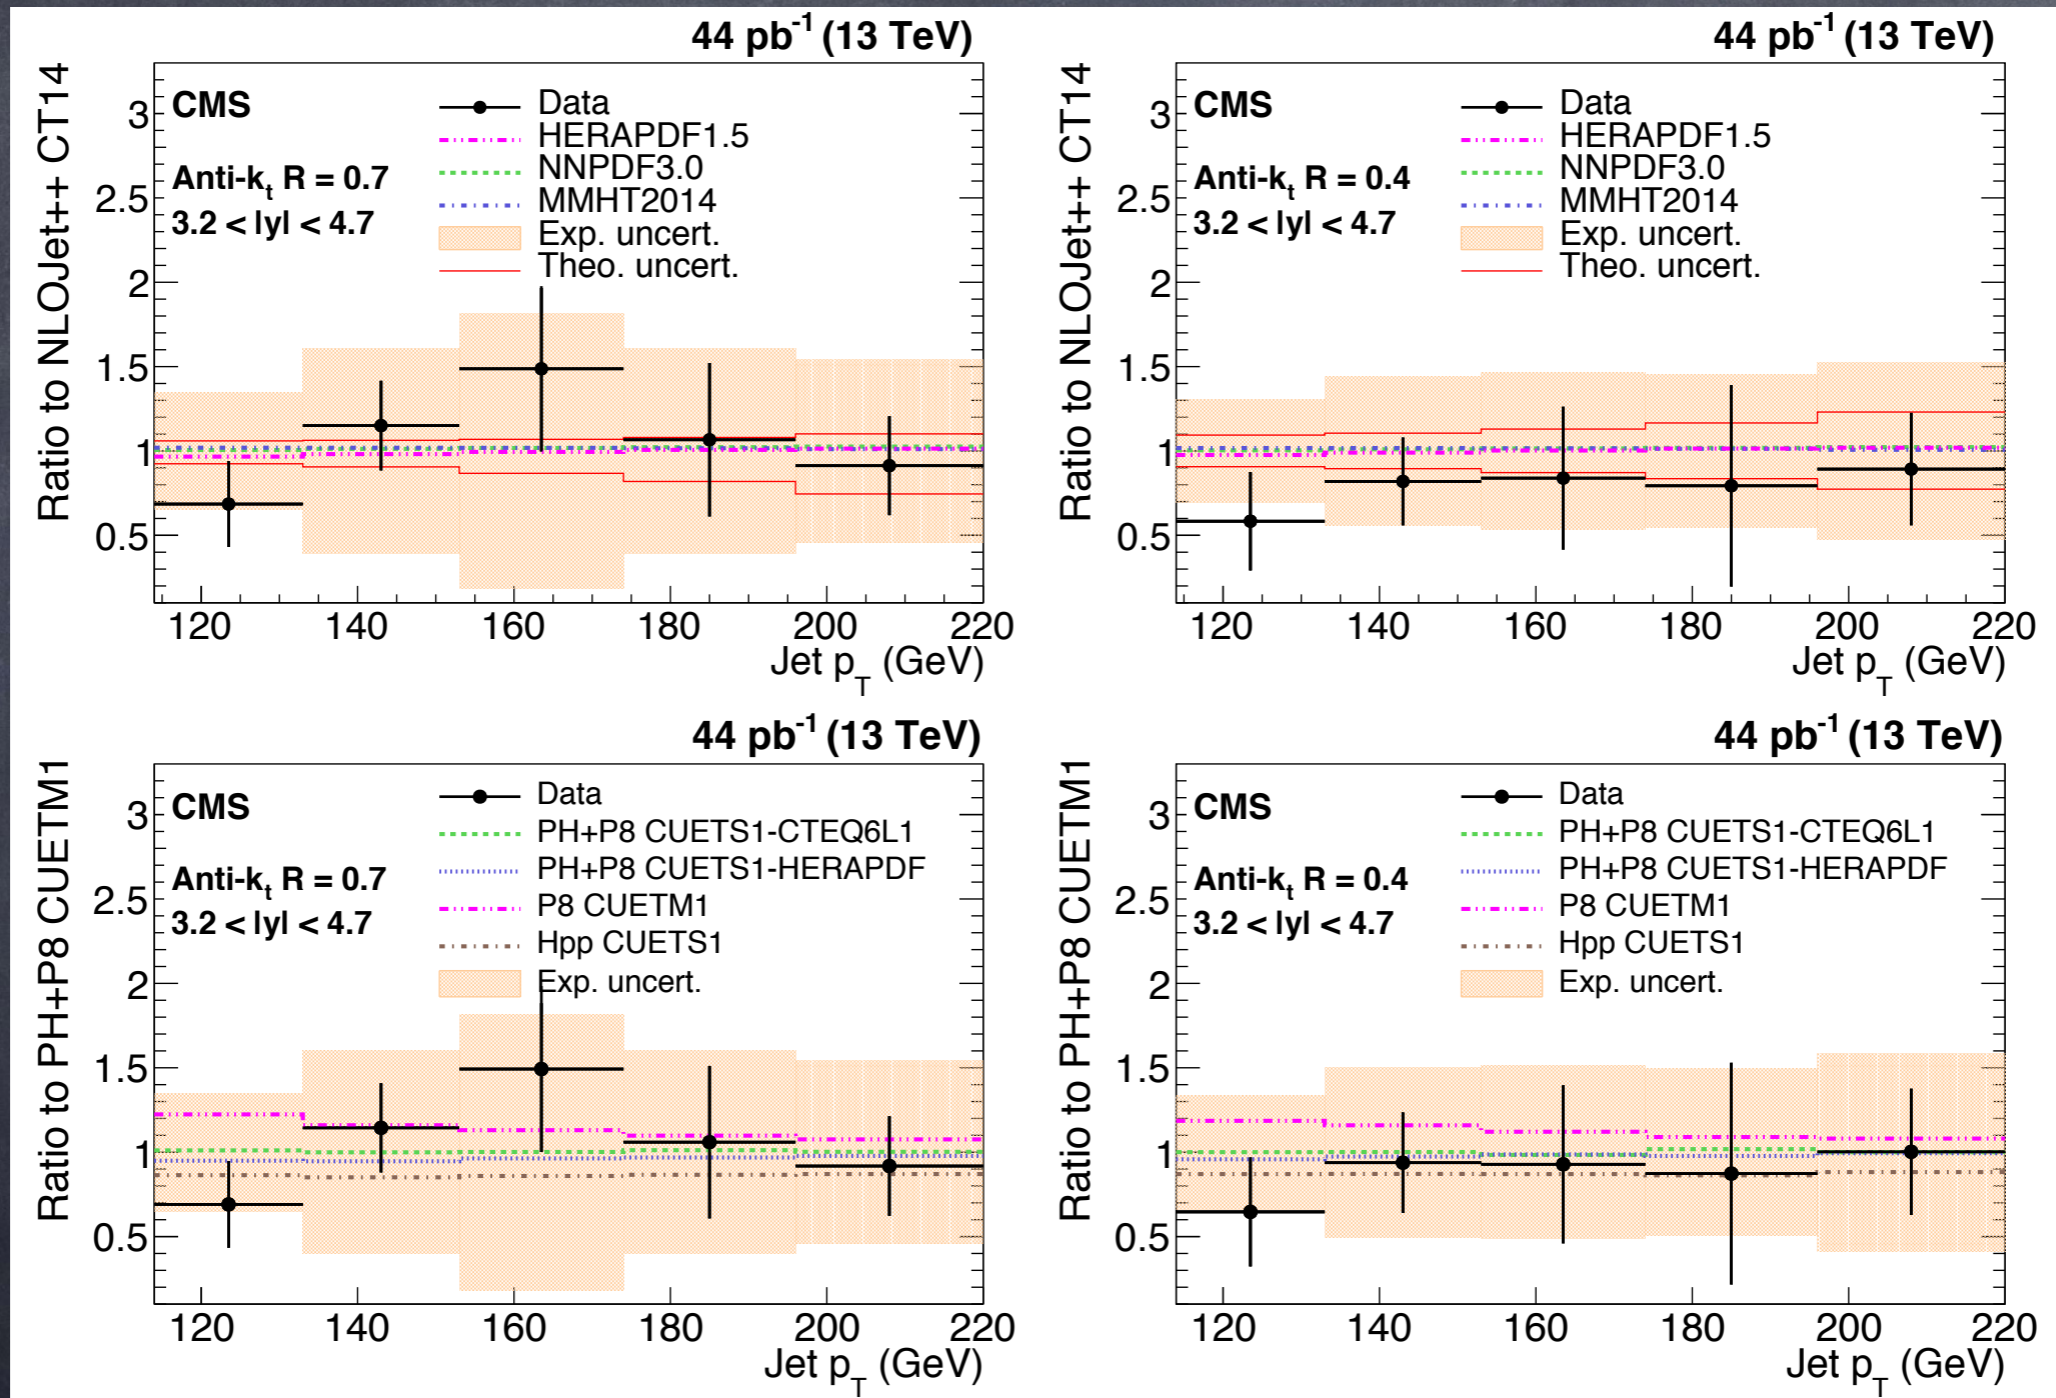 44 pb-1 (13 TeV)
Ratio to NLOJet++ CT14
CMS
Anti-kt R = 0.7
3.2 < |y| < 4.7
Data
HERAPDF1.5
NNPDF3.0
MMHT2014
Exp. uncert.
Theo. uncert.
3
2.5
2
1.5
1
0.5
120 140 160 180 200 220
Jet pT (GeV)
44 pb-1 (13 TeV)
Ratio to NLOJet++ CT14
CMS
Anti-kt R = 0.4
3.2 < |y| < 4.7
Data
HERAPDF1.5
NNPDF3.0
MMHT2014
Exp. uncert.
Theo. uncert.
3
2.5
2
1.5
1
0.5
120 140 160 180 200 220
Jet pT (GeV)
44 pb-1 (13 TeV)
Ratio to PH+P8 CUETM1
CMS
Anti-kt R = 0.7
3.2 < |y| < 4.7
Data
PH+P8 CUETS1-CTEQ6L1
PH+P8 CUETS1-HERAPDF
P8 CUETM1
Hpp CUETS1
Exp. uncert.
3
2.5
2
1.5
1
0.5
120 140 160 180 200 220
Jet pT (GeV)
44 pb-1 (13 TeV)
Ratio to PH+P8 CUETM1
CMS
Anti-kt R = 0.4
3.2 < |y| < 4.7
Data
PH+P8 CUETS1-CTEQ6L1
PH+P8 CUETS1-HERAPDF
P8 CUETM1
Hpp CUETS1
Exp. uncert.
3
2.5
2
1.5
1
0.5
120 140 160 180 200 220
Jet pT (GeV)